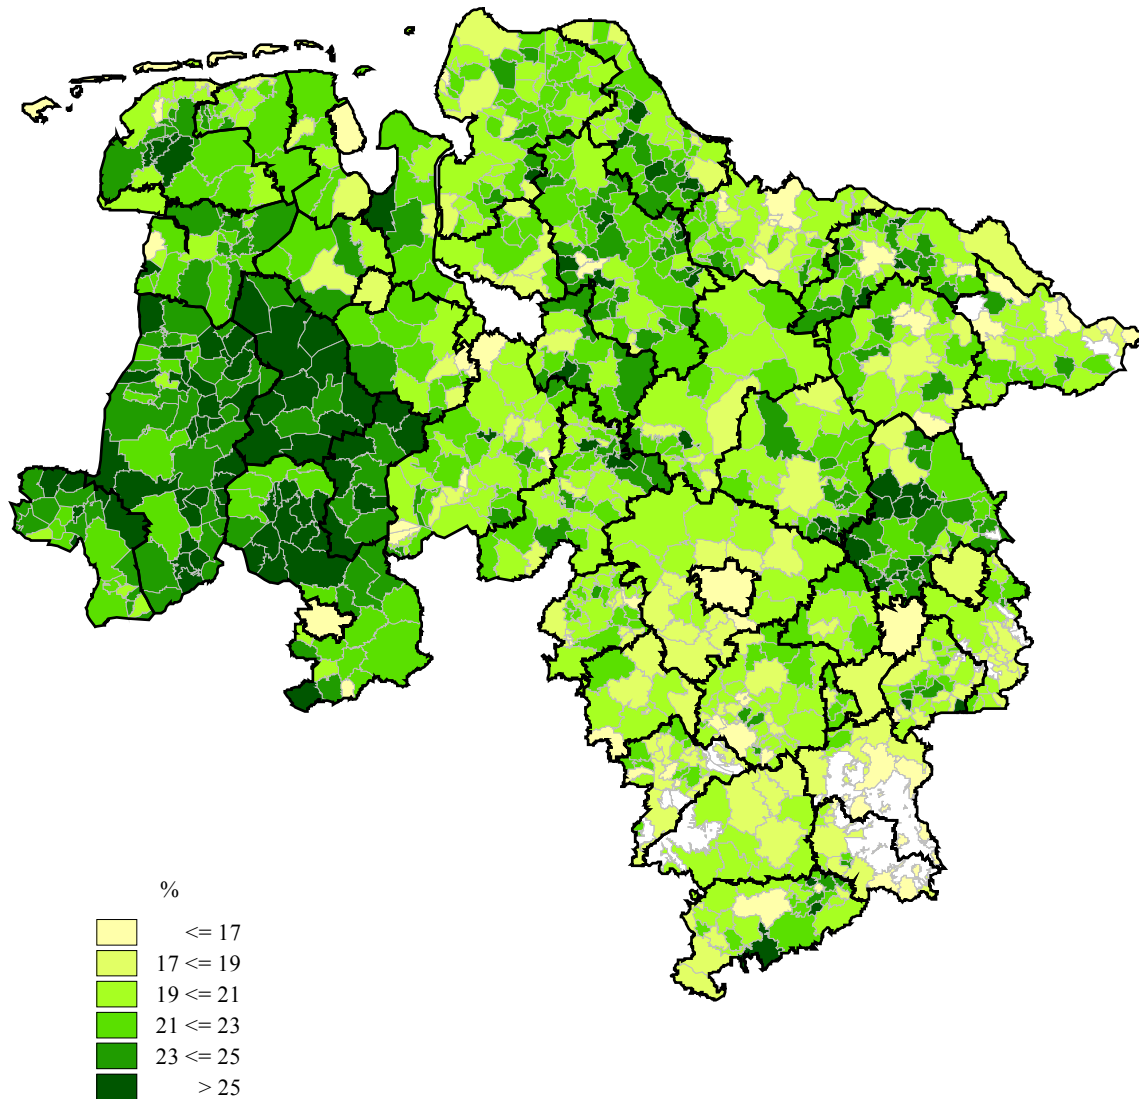 %
<= 17
17 <= 19
19 <= 21
21 <= 23
23 <= 25
> 25